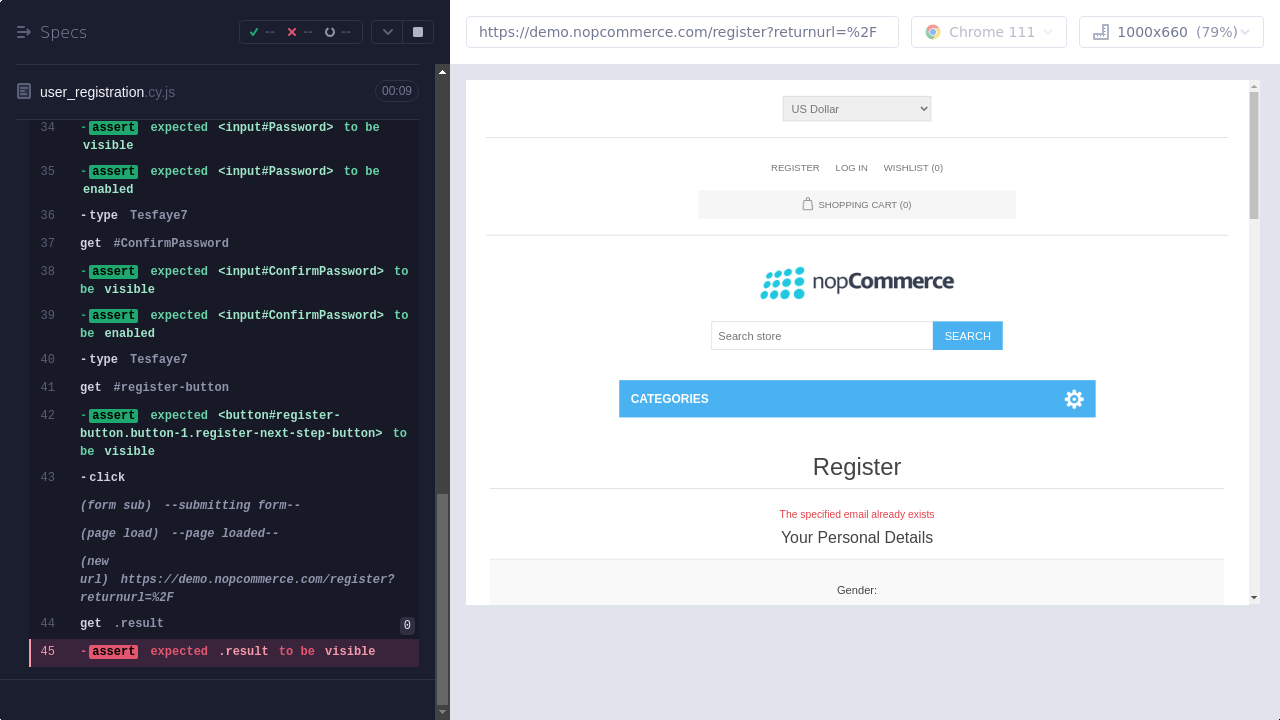 Specs
--
--
--
user_registration.cy.js
00:09
34 -assert expected <input#Password> to be
visible
35 -assert expected <input#Password> to be
enabled
36 -type Tesfaye7
37 get #ConfirmPassword
38 -assert expected <input#ConfirmPassword> to
be visible
39 -assert expected <input#ConfirmPassword> to
be enabled
40 -type Tesfaye7
41 get #register-button
42 -assert expected <button#register-
button.button-1.register-next-step-button> to
be visible
43 -click
(form sub) --submitting form--
(page load) --page loaded--
(new
url) https://demo.nopcommerce.com/register?
returnurl=%2F
44 get .result 0
45 -assert expected .result to be visible
https://demo.nopcommerce.com/register?returnurl=%2F
Chrome 111
1000x660 (79%)
US Dollar
REGISTER LOG IN WISHLIST (0)
SHOPPING CART (0)
nopCommerce
Search store
SEARCH
CATEGORIES
Register
The specified email already exists
Your Personal Details
Gender: